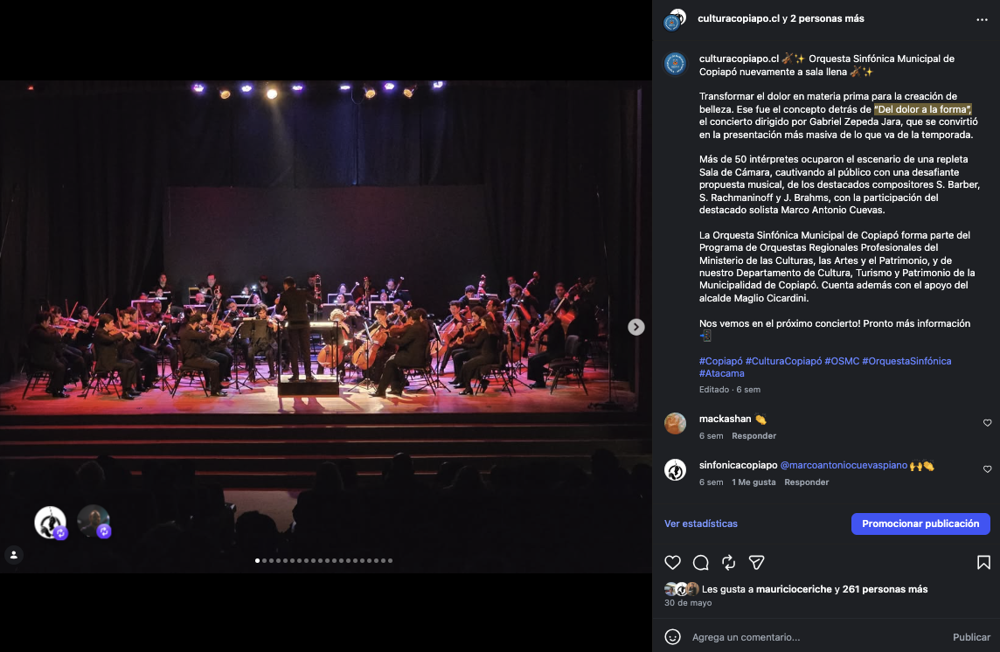 culturacopiapo.cl y 2 personas más
culturacopiapo.cl 🎻✨ Orquesta Sinfónica Municipal de
Copiapó nuevamente a sala llena 🎻✨
Transformar el dolor en materia prima para la creación de
belleza. Ese fue el concepto detrás de “Del dolor a la forma”,
el concierto dirigido por Gabriel Zepeda Jara, que se convirtió
en la presentación más masiva de lo que va de la temporada.
Más de 50 intérpretes ocuparon el escenario de una repleta
Sala de Cámara, cautivando al público con una desafiante
propuesta musical, de los destacados compositores S. Barber,
S. Rachmaninoff y J. Brahms, con la participación del
destacado solista Marco Antonio Cuevas.
La Orquesta Sinfónica Municipal de Copiapó forma parte del
Programa de Orquestas Regionales Profesionales del
Ministerio de las Culturas, las Artes y el Patrimonio, y de
nuestro Departamento de Cultura, Turismo y Patrimonio de la
Municipalidad de Copiapó. Cuenta además con el apoyo del
alcalde Maglio Cicardini.
Nos vemos en el próximo concierto! Pronto más información
📲
#Copiapó #CulturaCopiapó #OSMC #OrquestaSinfónica
#Atacama
Editado · 6 sem
mackashan 👏
6 sem Responder
sinfonicacopiapo @marcoantoniocuevaspiano 🙌👏
6 sem 1 Me gusta Responder
Ver estadísticas
Promocionar publicación
Les gusta a mauricioceriche y 261 personas más
30 de mayo
Agrega un comentario...
Publicar